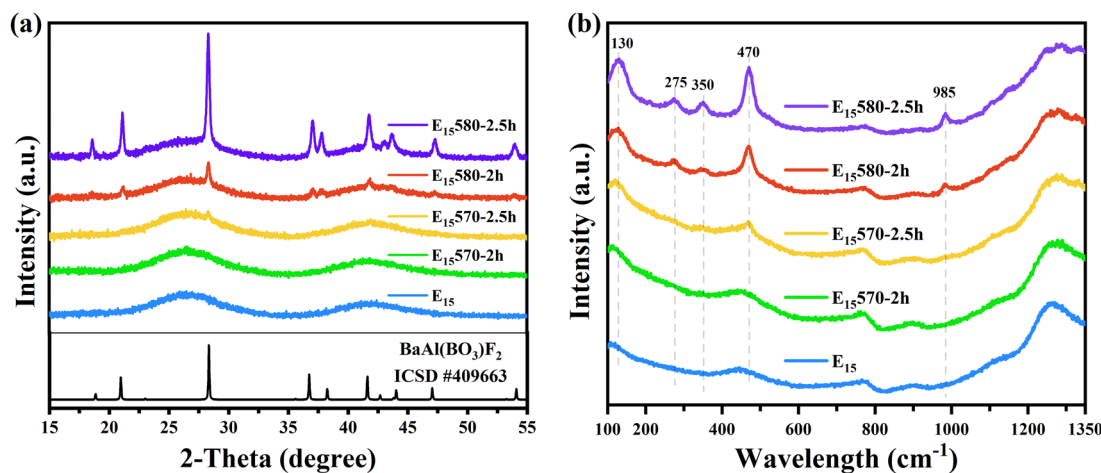 (a)
Intensity (a.u.)
E₁₅580-2.5h
E₁₅580-2h
E₁₅570-2.5h
E₁₅570-2h
E₁₅
BaAl(BO₃)F₂
ICSD #409663
15 20 25 30 35 40 45 50 55
2-Theta (degree)
(b)
Intensity (a.u.)
130
275
350
470
985
E₁₅580-2.5h
E₁₅580-2h
E₁₅570-2.5h
E₁₅570-2h
E₁₅
100 200 400 600 800 1000 1200 1350
Wavelength (cm⁻¹)